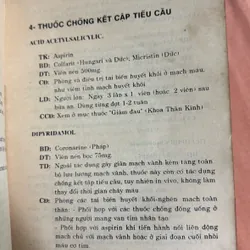 4- THUỐC CHỐNG KẾT CẬP TIỂU CẦU
ACID ACETYLSALICYLIC.
TK: Aspirin
BD: Colfarit (Hungari và Đức), Micristin (Đức)
DT: Viên nén 500mg
CĐ: Phòng và điều trị tai biến huyết khối ở mạch máu, như viêm tĩnh mạch huyết khối
LD: Người lớn: Ngày 3 lần x 1 viên (hoặc 2 viên) sau bữa ăn. Dùng từng đợt 1-2 tuần
CCĐ: Xem ở mục thuốc "Giảm đau" (Khoa Thần Kinh)
DIPYRIDAMOL
BD: Coronarine (Pháp)
DT: Viên nén bọc 75mg
TD: Ngoài tác dụng gây giãn mạch vành kèm tăng toàn bộ lưu lượng mạch vành, thuốc này còn có tác dụng chống kết tập tiểu cầu, tuy nhiên in vivo, không làm thay đổi thời gian chảy máu
CĐ: Phòng các tai biến huyết khối-nghẽn mạch toàn thân: - Phối hợp với các thuốc chống đông uống ở những người mang van tim nhân tạo
- Phối hợp với aspirin khi tiến hành nối liên động mạch chủ với mạch vành hoặc ở giai đoạn cuối nhồi máu cơ tim